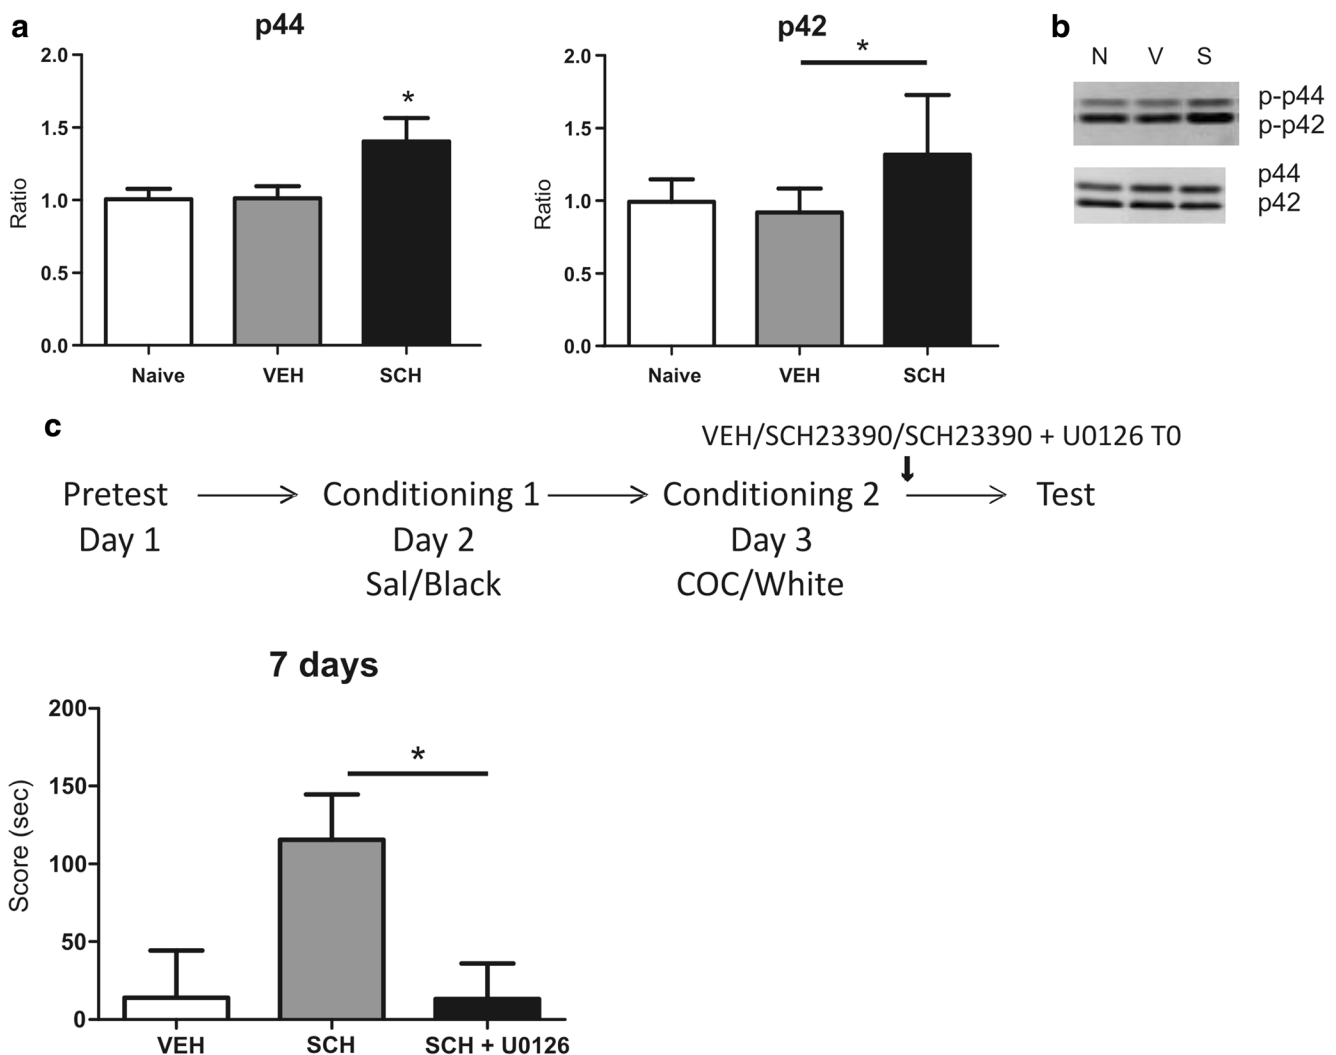 a
p44
2.0
1.5
1.0
0.5
0.0
Ratio
*
Naive VEH SCH
p42
2.0
1.5
1.0
0.5
0.0
Ratio
*
Naive VEH SCH
b
N V S
p-p44
p-p42
p44
p42
c
VEH/SCH23390/SCH23390 + U0126 T0
Pretest Conditioning 1 Conditioning 2 Test
Day 1 Day 2 Day 3
Sal/Black COC/White
7 days
200
150
100
50
0
Score (sec)
*
VEH SCH SCH + U0126